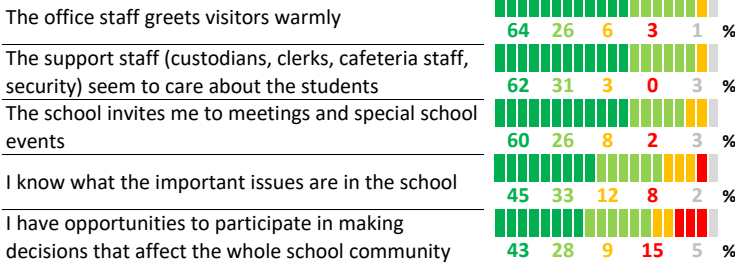 The office staff greets visitors warmly
64 26 6 3 1 %
The support staff (custodians, clerks, cafeteria staff,
security) seem to care about the students
62 31 3 0 3 %
The school invites me to meetings and special school
events
60 26 8 2 3 %
I know what the important issues are in the school
45 33 12 8 2 %
I have opportunities to participate in making
decisions that affect the whole school community
43 28 9 15 5 %